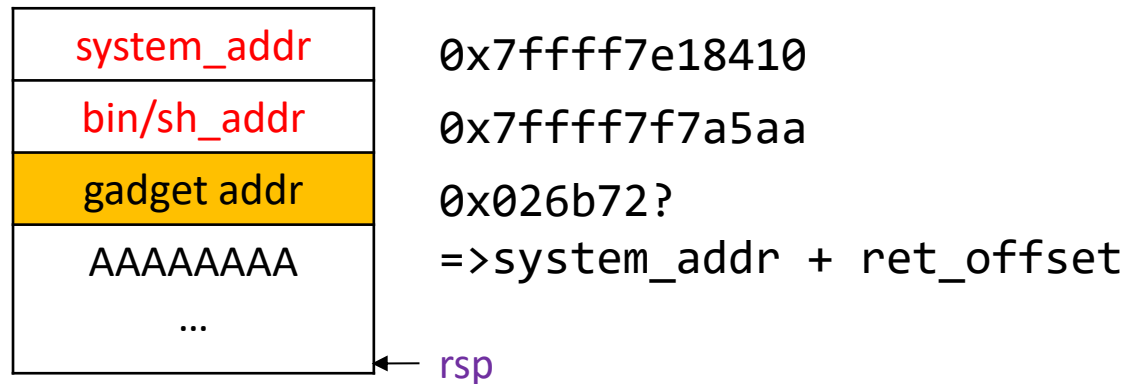 system_addr 0x7ffff7e18410
bin/sh_addr 0x7ffff7f7a5aa
gadget addr 0x026b72?
AAAAAAAA =>system_addr + ret_offset
…
rsp